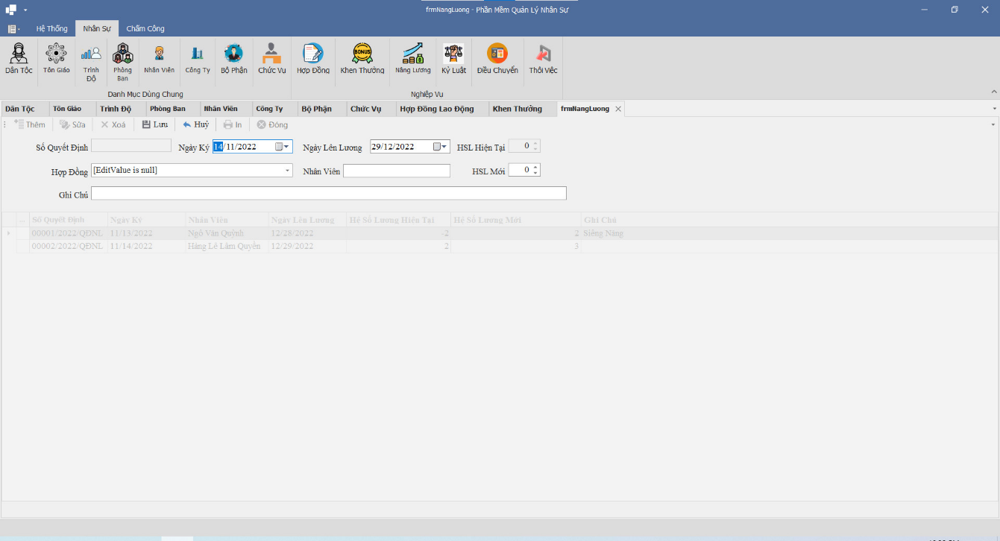 frmNangLuong - Phần Mềm Quản Lý Nhân Sự
Hệ Thống Nhân Sự Chấm Công
Dân Tộc Tôn Giáo Trình Độ Phòng Ban Nhân Viên Công Ty Bộ Phận Chức Vụ Hợp Đồng BONUS Khen Thưởng Nâng Lương Kỷ Luật Điều Chuyển Thôi Việc
Danh Mục Dùng Chung Nghiệp Vụ
Dân Tộc Tôn Giáo Trình Độ Phòng Ban Nhân Viên Công Ty Bộ Phận Chức Vụ Hợp Đồng Lao Động Khen Thưởng frmNangLuong
Thêm Sửa Xoá Lưu Huỷ In Đóng
Số Quyết Định Ngày Ký 14/11/2022 Ngày Lên Lương 29/12/2022 HSL Hiện Tại 0
Hợp Đồng [EditValue is null] Nhân Viên HSL Mới 0
Ghi Chú
... Số Quyết Định Ngày Ký Nhân Viên Ngày Lên Lương Hệ Số Lương Hiện Tại Hệ Số Lương Mới Ghi Chú
00001/2022/QĐNL 11/13/2022 Ngô Văn Quỳnh 12/28/2022 -2 2 Siêng Năng
00002/2022/QĐNL 11/14/2022 Hàng Lê Lâm Quyền 12/29/2022 2 3